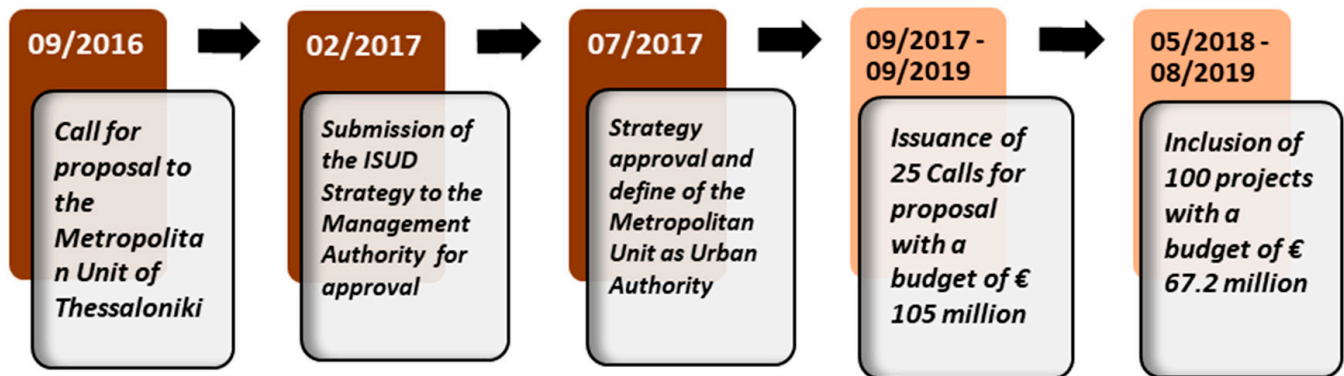 09/2016
Call for
proposal to
the
Metropolita
n Unit of
Thessaloniki
02/2017
Submission of
the ISUD
Strategy to the
Management
Authority for
approval
07/2017
Strategy
approval and
define of the
Metropolitan
Unit as Urban
Authority
09/2017 -
09/2019
Issuance of
25 Calls for
proposal
with a
budget of €
105 million
05/2018 -
08/2019
Inclusion of
100 projects
with a
budget of €
67.2 million